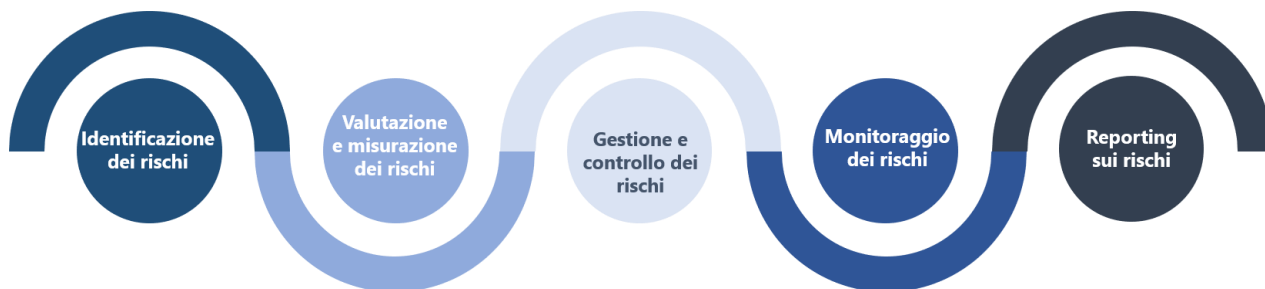 Identificazione
dei rischi
Valutazione
e misurazione
dei rischi
Gestione e
controllo dei
rischi
Monitoraggio
dei rischi
Reporting
sui rischi